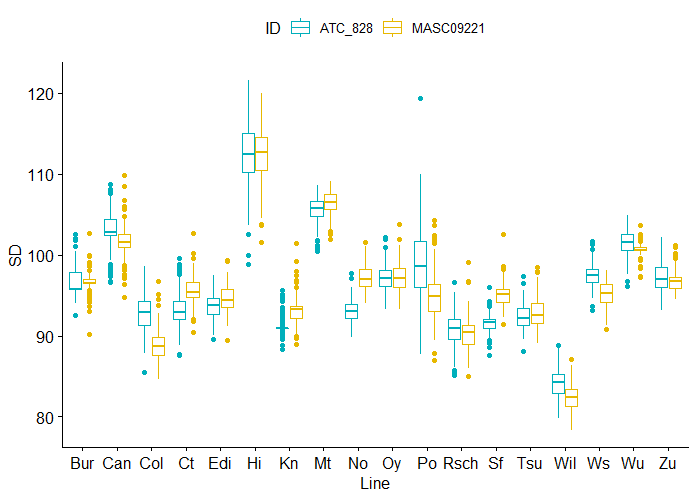 ID ATC_828 MASC09221
SD
120
110
100
90
80
Bur Can Col Ct Edi Hi Kn Mt No Oy Po Rsch Sf Tsu Wil Ws Wu Zu
Line